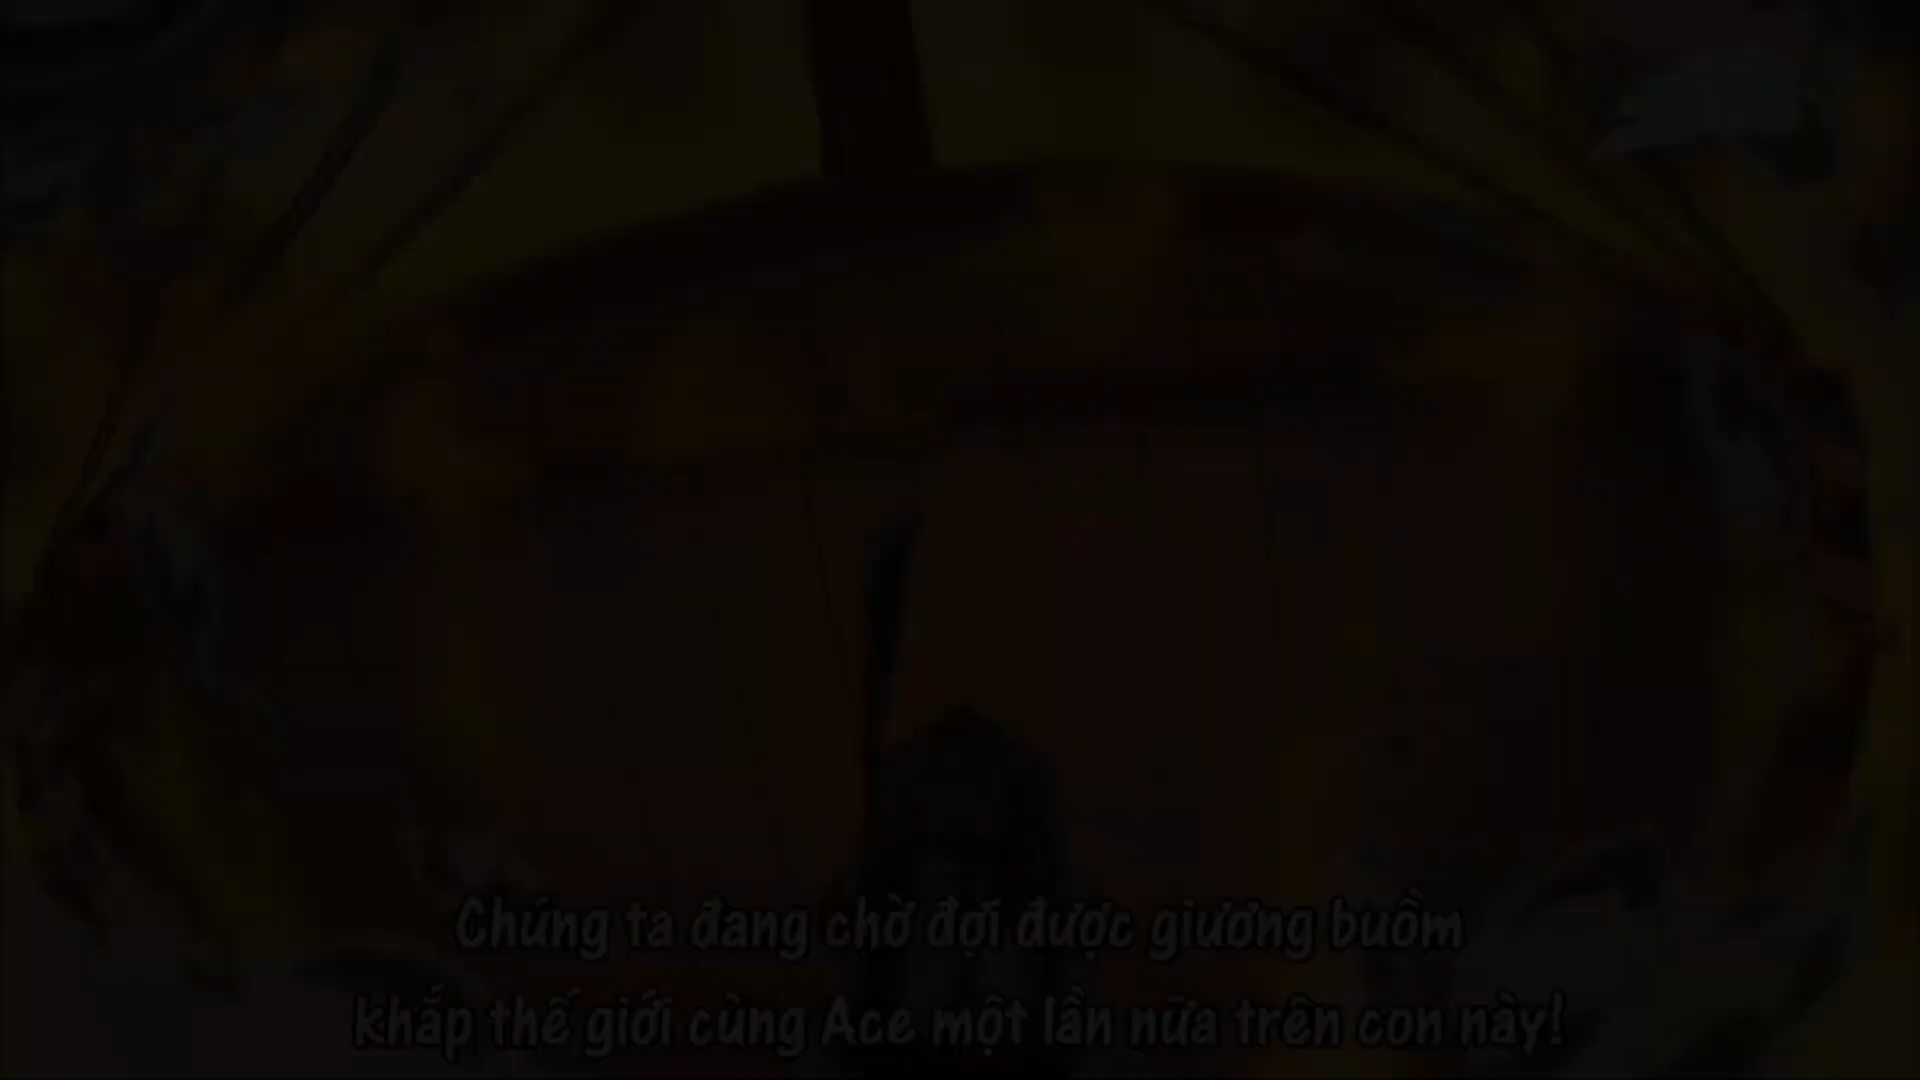 Chúng ta đang chờ đợi được giương buồm
khắp thế giới cùng Ace một lần nữa trên con này!